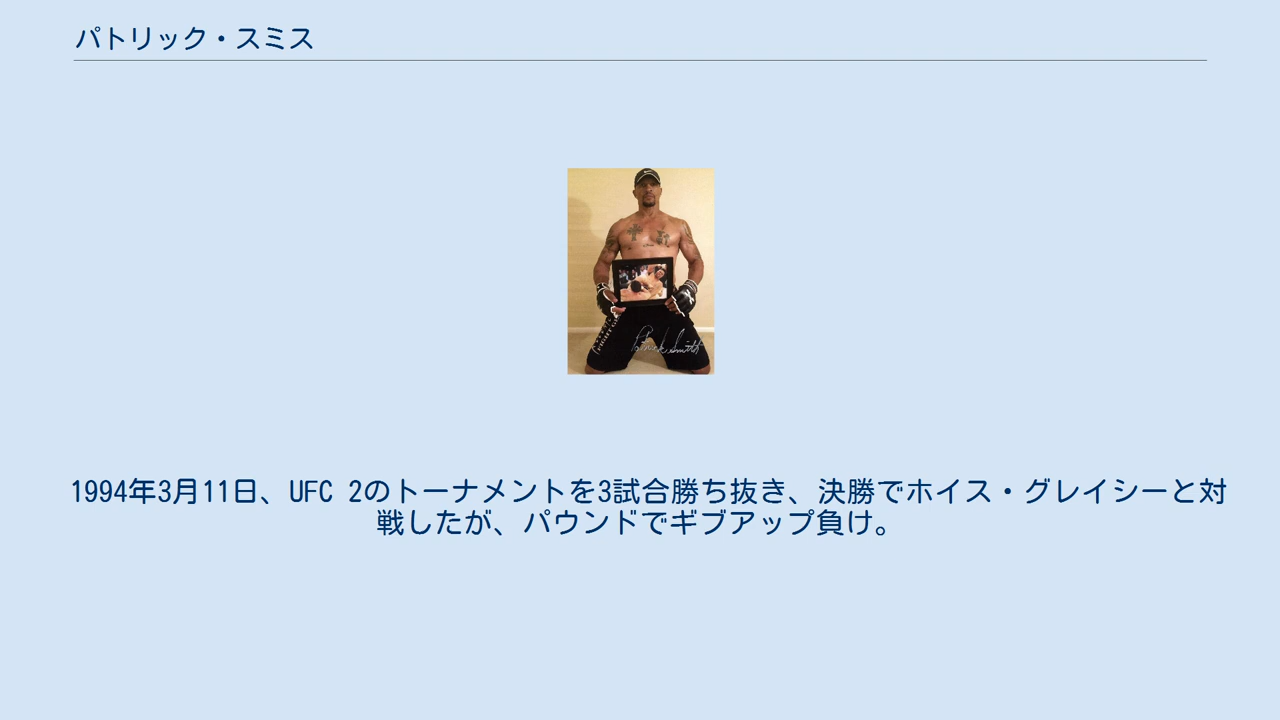 パトリック・スミス
Patrick Smith
1994年3月11日、UFC 2のトーナメントを3試合勝ち抜き、決勝でホイス・グレイシーと対
戦したが、パウンドでギブアップ負け。